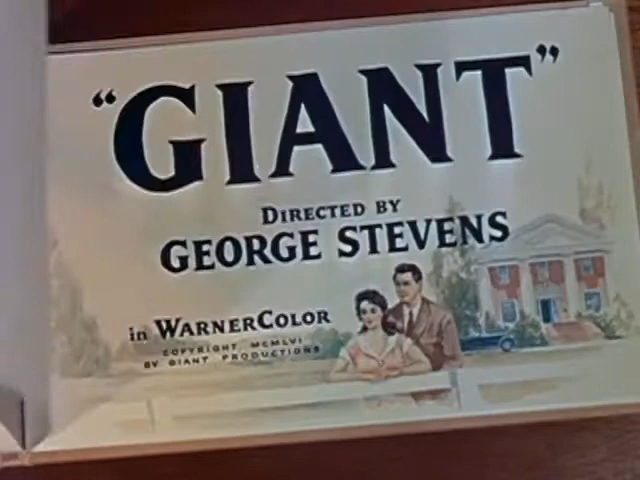 “GIANT”
DIRECTED BY
GEORGE STEVENS
in WARNERCOLOR
COPYRIGHT MCMLVI
BY GIANT PRODUCTIONS